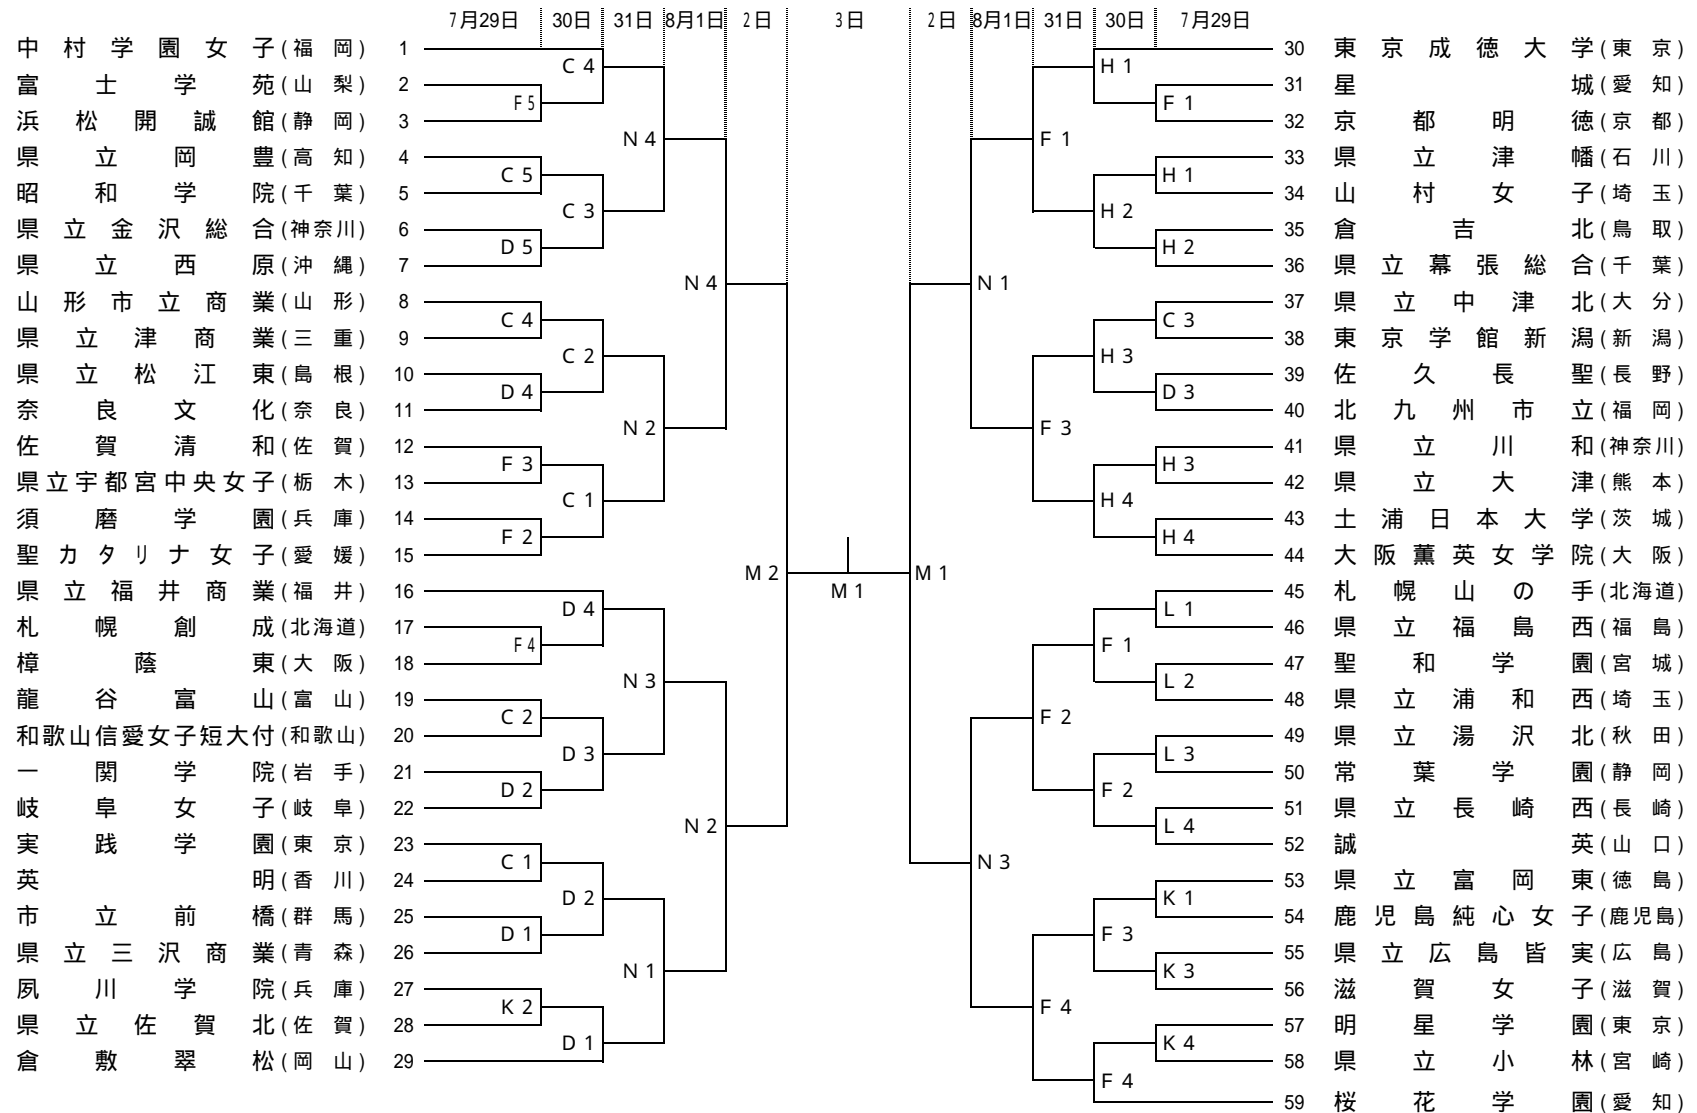 7月29日 30日 31日 8月1日 2日 3日 2日 8月1日 31日 30日 7月29日
中村学園女子(福岡) 1
富士学苑(山梨) 2
浜松開誠館(静岡) 3
県立岡豊(高知) 4
昭和学院(千葉) 5
県立金沢総合(神奈川) 6
県立西原(沖縄) 7
山形市立商業(山形) 8
県立津商業(三重) 9
県立松江東(島根) 10
奈良文化(奈良) 11
佐賀清和(佐賀) 12
県立宇都宮中央女子(栃木) 13
須磨学園(兵庫) 14
聖カタリナ女子(愛媛) 15
県立福井商業(福井) 16
札幌創成(北海道) 17
樟蔭東(大阪) 18
龍谷富山(富山) 19
和歌山信愛女子短大付(和歌山) 20
一関学院(岩手) 21
岐阜女子(岐阜) 22
実践学園(東京) 23
英明(香川) 24
市立前橋(群馬) 25
県立三沢商業(青森) 26
夙川学院(兵庫) 27
県立佐賀北(佐賀) 28
倉敷翠松(岡山) 29
F5
C5
D5
C4
D4
F3
F2
F4
C2
D2
C1
D1
K2
C4
C3
C2
C1
D4
D3
D2
D1
N4
N2
N3
N1
N4
N2
M2
M1
M1
N1
N3
F1
F3
F2
F4
H1
H2
H3
H4
F1
F2
F3
F4
F1
H1
H2
C3
D3
H3
H4
L1
L2
L3
L4
K1
K3
K4
30 東京成徳大学(東京)
31 星城(愛知)
32 京都明徳(京都)
33 県立津幡(石川)
34 山村女子(埼玉)
35 倉吉北(鳥取)
36 県立幕張総合(千葉)
37 県立中津北(大分)
38 東京学館新潟(新潟)
39 佐久長聖(長野)
40 北九州市立(福岡)
41 県立川和(神奈川)
42 県立大津(熊本)
43 土浦日本大学(茨城)
44 大阪薫英女学院(大阪)
45 札幌山の手(北海道)
46 県立福島西(福島)
47 聖和学園(宮城)
48 県立浦和西(埼玉)
49 県立湯沢北(秋田)
50 常葉学園(静岡)
51 県立長崎西(長崎)
52 誠英(山口)
53 県立富岡東(徳島)
54 鹿児島純心女子(鹿児島)
55 県立広島皆実(広島)
56 滋賀女子(滋賀)
57 明星学園(東京)
58 県立小林(宮崎)
59 桜花学園(愛知)